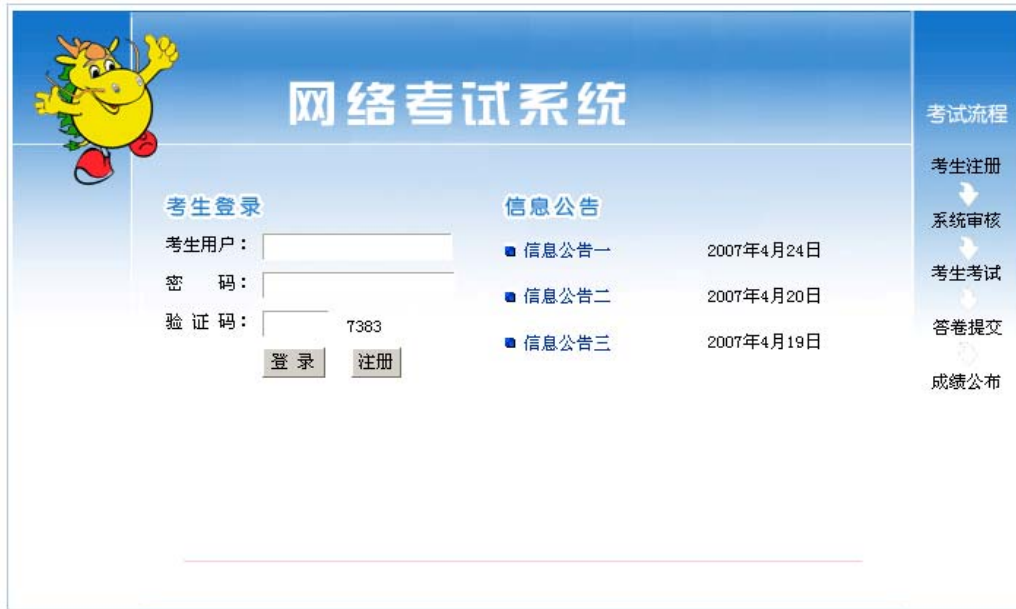 网络考试系统
考生登录
考生用户：
密 码：
验 证 码： 7383
登 录 注册
信息公告
信息公告一 2007年4月24日
信息公告二 2007年4月20日
信息公告三 2007年4月19日
考试流程
考生注册
系统审核
考生考试
答卷提交
成绩公布